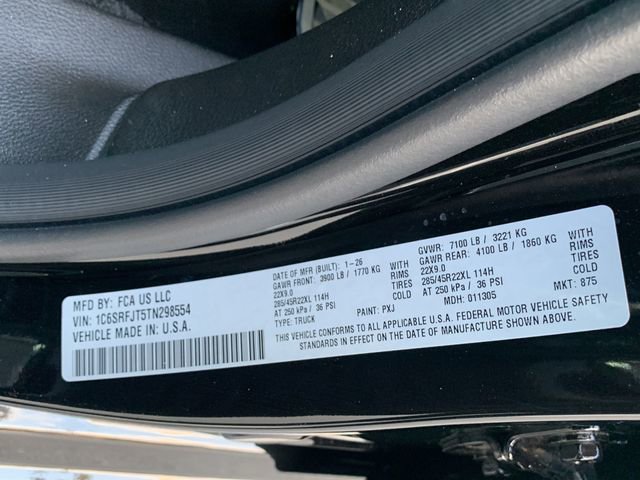 MFD BY: FCA US LLC
VIN: 1C6SRFJT5TN298554
VEHICLE MADE IN U.S.A.
DATE OF MFR (BUILT): 1-26
GAWR FRONT: 3900 LB / 1770 KG WITH
22X9.0 RIMS
285/45R22XL 114H TIRES
AT 250 kPa / 36 PSI COLD
TYPE: TRUCK PAINT: PXJ
GVWR: 7100 LB / 3221 KG
GAWR REAR: 4100 LB / 1860 KG WITH
22X9.0 RIMS
285/45R22XL 114H TIRES
AT 250 kPa / 36 PSI COLD
MDH: 011305 MKT: 875
THIS VEHICLE CONFORMS TO ALL APPLICABLE U.S.A. FEDERAL MOTOR VEHICLE SAFETY
STANDARDS IN EFFECT ON THE DATE OF MANUFACTURE SHOWN ABOVE.